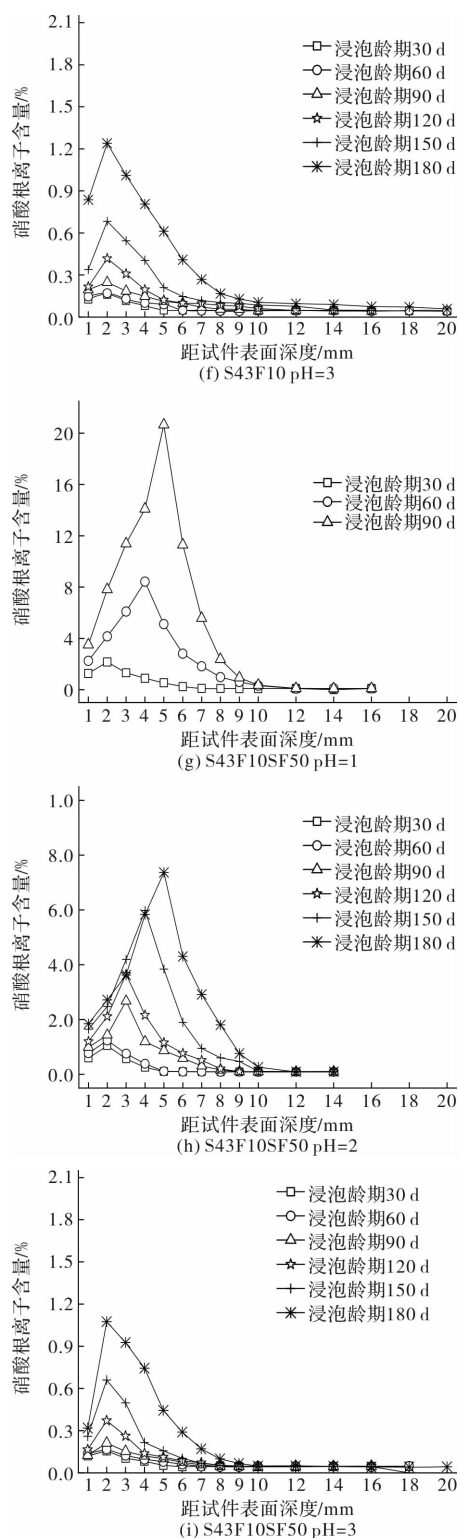 硝酸根离子含量/%
2.1
1.8
1.5
1.2
0.9
0.6
0.3
0.0
浸泡龄期30 d
浸泡龄期60 d
浸泡龄期90 d
浸泡龄期120 d
浸泡龄期150 d
浸泡龄期180 d
1 2 3 4 5 6 7 8 9 10 12 14 16 18 20
距试件表面深度/mm
(f) S43F10 pH=3
硝酸根离子含量/%
20
16
12
8
4
0
浸泡龄期30 d
浸泡龄期60 d
浸泡龄期90 d
1 2 3 4 5 6 7 8 9 10 12 14 16 18 20
距试件表面深度/mm
(g) S43F10SF50 pH=1
硝酸根离子含量/%
1.0
8.0
6.0
4.0
2.0
0.0
浸泡龄期30 d
浸泡龄期60 d
浸泡龄期90 d
浸泡龄期120 d
浸泡龄期150 d
浸泡龄期180 d
1 2 3 4 5 6 7 8 9 10 12 14 16 18 20
距试件表面深度/mm
(h) S43F10SF50 pH=2
硝酸根离子含量/%
2.1
1.8
1.5
1.2
0.9
0.6
0.3
0.0
浸泡龄期30 d
浸泡龄期60 d
浸泡龄期90 d
浸泡龄期120 d
浸泡龄期150 d
浸泡龄期180 d
1 2 3 4 5 6 7 8 9 10 12 14 16 18 20
距试件表面深度/mm
(i) S43F10SF50 pH=3